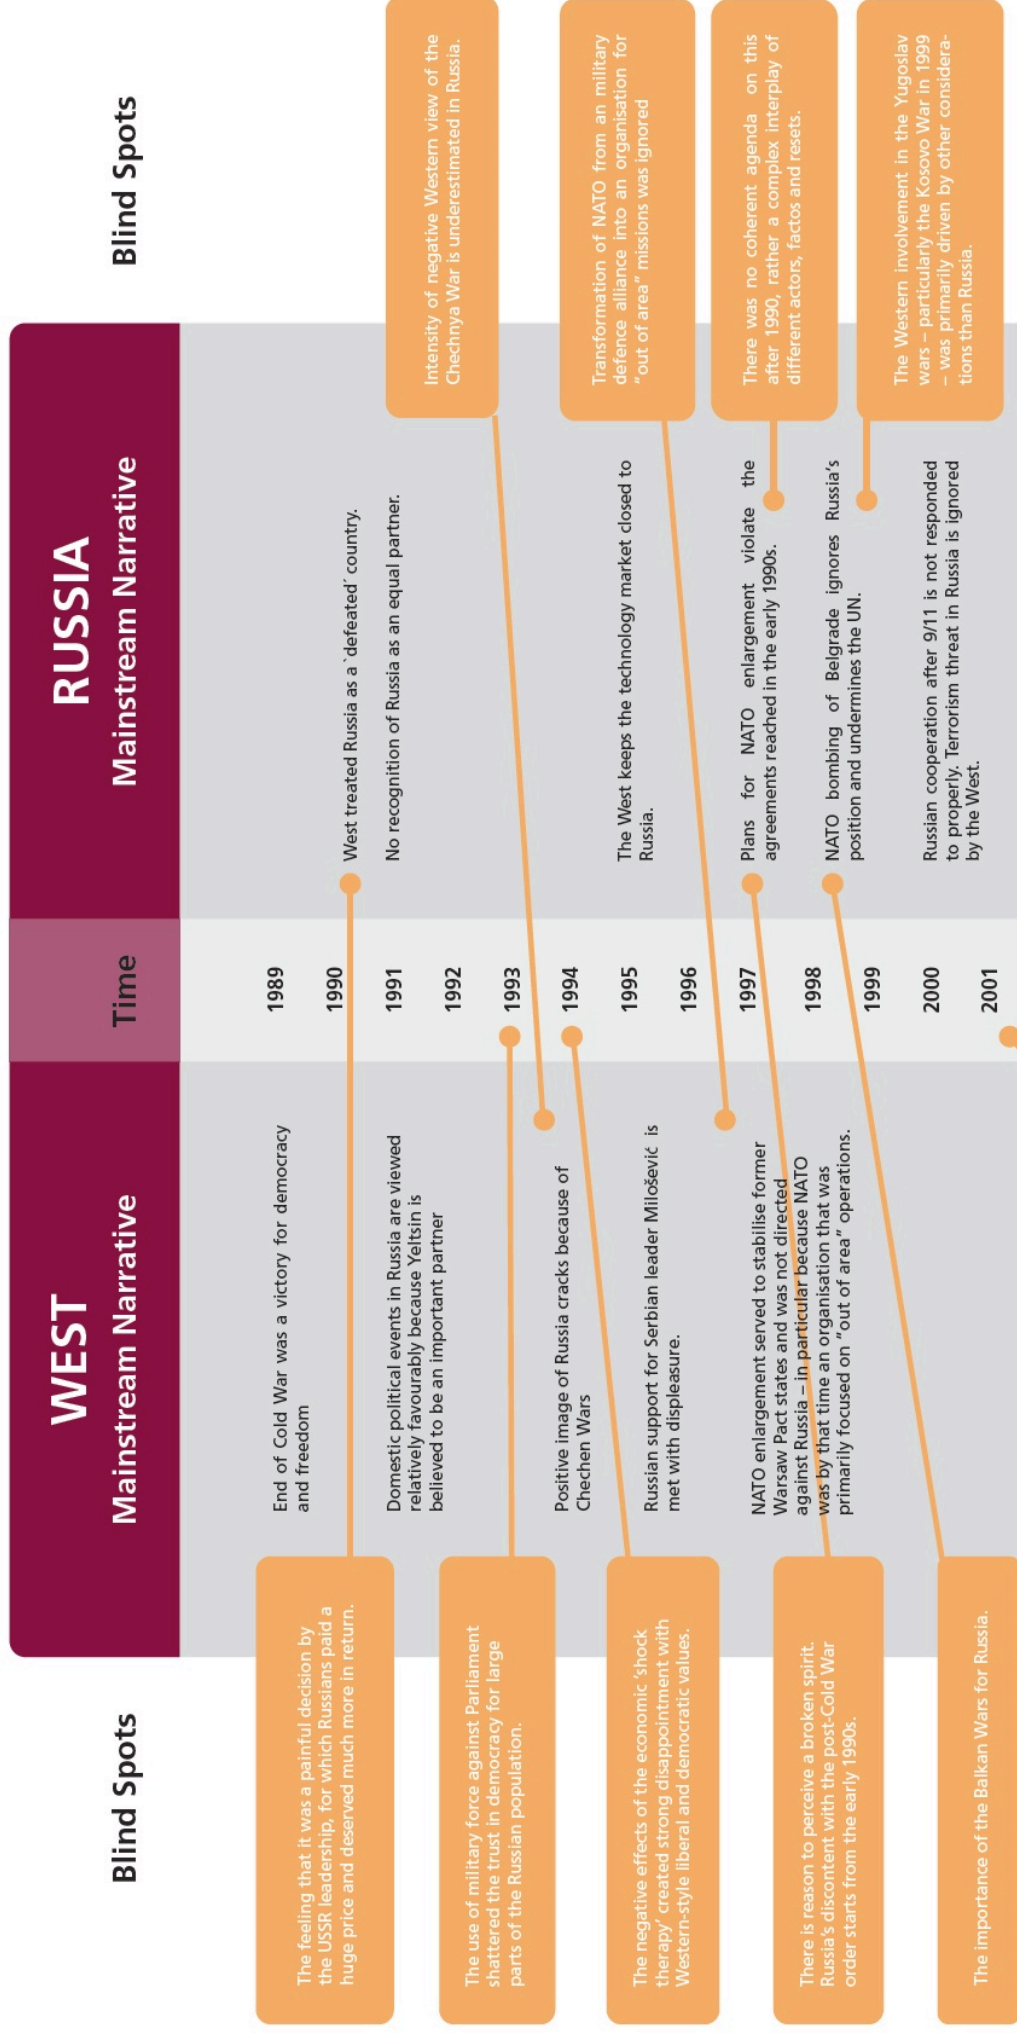 Blind Spots
WEST
Mainstream Narrative
Time
RUSSIA
Mainstream Narrative
Blind Spots
The feeling that it was a painful decision by
the USSR leadership, for which Russians paid a
huge price and deserved much more in return.
The use of military force against Parliament
shattered the trust in democracy for large
parts of the Russian population.
The negative effects of the economic ‘shock
therapy’ created strong disappointment with
Western-style liberal and democratic values.
There is reason to perceive a broken spirit.
Russia’s discontent with the post-Cold War
order starts from the early 1990s.
The importance of the Balkan Wars for Russia.
End of Cold War was a victory for democracy
and freedom
Domestic political events in Russia are viewed
relatively favourably because Yeltsin is
believed to be an important partner
Positive image of Russia cracks because of
Chechen Wars
Russian support for Serbian leader Milošević is
met with displeasure.
NATO enlargement served to stabilise former
Warsaw Pact states and was not directed
against Russia – in particular because NATO
was by that time an organisation that was
primarily focused on “out of area” operations.
1989
1990
1991
1992
1993
1994
1995
1996
1997
1998
1999
2000
2001
West treated Russia as a `defeated´ country.
No recognition of Russia as an equal partner.
The West keeps the technology market closed to
Russia.
Plans for NATO enlargement violate the
agreements reached in the early 1990s.
NATO bombing of Belgrade ignores Russia‘s
position and undermines the UN.
Russian cooperation after 9/11 is not responded
to properly. Terrorism threat in Russia is ignored
by the West.
Intensity of negative Western view of the
Chechnya War is underestimated in Russia.
Transformation of NATO from an military
defence alliance into an organisation for
“out of area” missions was ignored
There was no coherent agenda on this
after 1990, rather a complex interplay of
different actors, factos and resets.
The Western involvement in the Yugoslav
wars – particularly the Kosovo War in 1999
– was primarily driven by other considera-
tions than Russia.